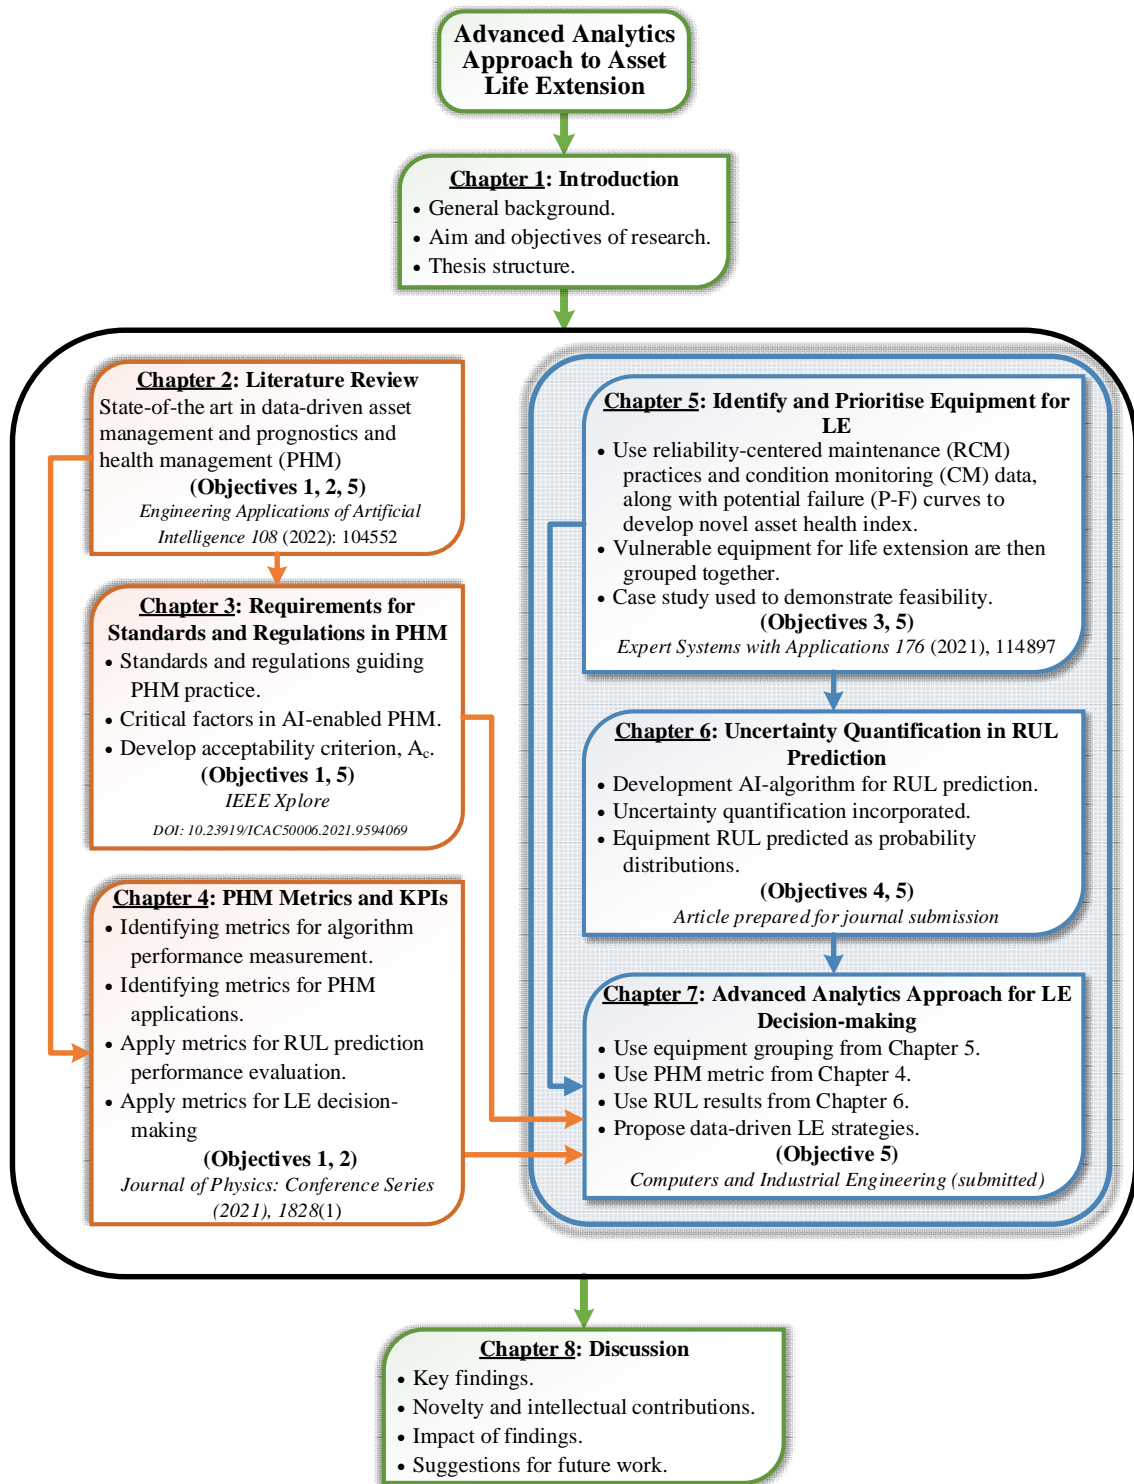 Advanced Analytics
Approach to Asset
Life Extension
Chapter 1: Introduction
• General background.
• Aim and objectives of research.
• Thesis structure.
Chapter 2: Literature Review
State-of-the art in data-driven asset
management and prognostics and
health management (PHM)
(Objectives 1, 2, 5)
Engineering Applications of Artificial
Intelligence 108 (2022): 104552
Chapter 3: Requirements for
Standards and Regulations in PHM
• Standards and regulations guiding
PHM practice.
• Critical factors in AI-enabled PHM.
• Develop acceptability criterion, Ac.
(Objectives 1, 5)
IEEE Xplore
DOI: 10.23919/ICAC50006.2021.9594069
Chapter 4: PHM Metrics and KPIs
• Identifying metrics for algorithm
performance measurement.
• Identifying metrics for PHM
applications.
• Apply metrics for RUL prediction
performance evaluation.
• Apply metrics for LE decision-
making
(Objectives 1, 2)
Journal of Physics: Conference Series
(2021), 1828(1)
Chapter 5: Identify and Prioritise Equipment for
LE
• Use reliability-centered maintenance (RCM)
practices and condition monitoring (CM) data,
along with potential failure (P-F) curves to
develop novel asset health index.
• Vulnerable equipment for life extension are then
grouped together.
• Case study used to demonstrate feasibility.
(Objectives 3, 5)
Expert Systems with Applications 176 (2021), 114897
Chapter 6: Uncertainty Quantification in RUL
Prediction
• Development AI-algorithm for RUL prediction.
• Uncertainty quantification incorporated.
• Equipment RUL predicted as probability
distributions.
(Objectives 4, 5)
Article prepared for journal submission
Chapter 7: Advanced Analytics Approach for LE
Decision-making
• Use equipment grouping from Chapter 5.
• Use PHM metric from Chapter 4.
• Use RUL results from Chapter 6.
• Propose data-driven LE strategies.
(Objective 5)
Computers and Industrial Engineering (submitted)
Chapter 8: Discussion
• Key findings.
• Novelty and intellectual contributions.
• Impact of findings.
• Suggestions for future work.